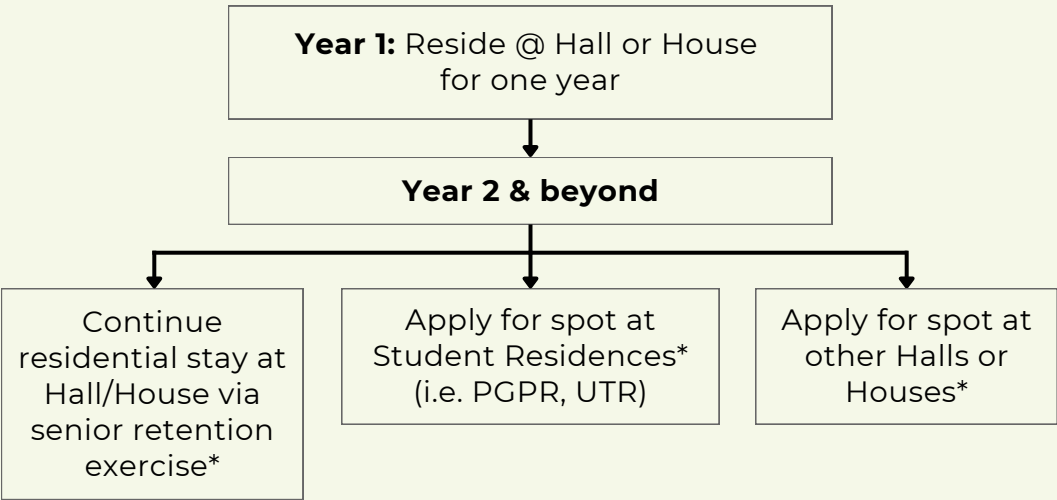 Year 1: Reside @ Hall or House
for one year
Year 2 & beyond
Continue
residential stay at
Hall/House via
senior retention
exercise*
Apply for spot at
Student Residences*
(i.e. PGPR, UTR)
Apply for spot at
other Halls or
Houses*